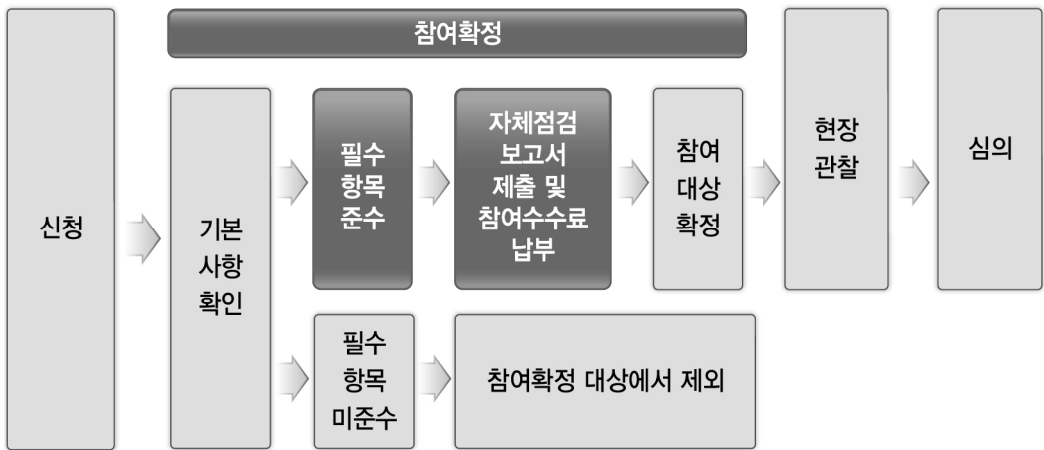 참여확정
신청
기본
사항
확인
필수
항목
준수
자체점검
보고서
제출 및
참여수수료
납부
참여
대상
확정
현장
관찰
심의
필수
항목
미준수
참여확정 대상에서 제외